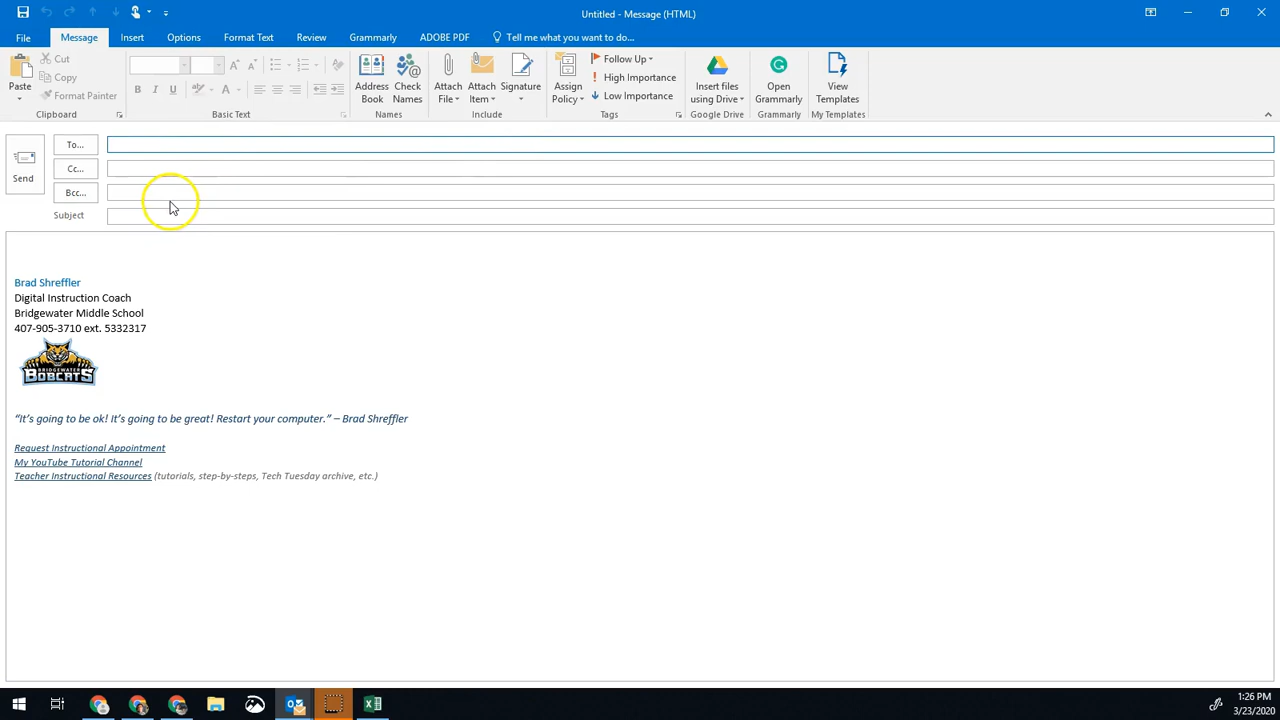 Untitled - Message (HTML)
File Message Insert Options Format Text Review Grammarly ADOBE PDF Tell me what you want to do...
Paste
Cut
Copy
Format Painter
Clipboard
B I U
Basic Text
Address Book
Check Names
Names
Attach File
Attach Item
Signature
Include
Assign Policy
Follow Up
High Importance
Low Importance
Tags
Insert files using Drive
Google Drive
Open Grammarly
Grammarly
View Templates
My Templates
Send
To...
Cc...
Bcc...
Subject
Brad Shreffler
Digital Instruction Coach
Bridgewater Middle School
407-905-3710 ext. 5332317
BRIDGEWATER
BOBCATS
“It’s going to be ok! It’s going to be great! Restart your computer.” – Brad Shreffler
Request Instructional Appointment
My YouTube Tutorial Channel
Teacher Instructional Resources (tutorials, step-by-steps, Tech Tuesday archive, etc.)
1:26 PM
3/23/2020